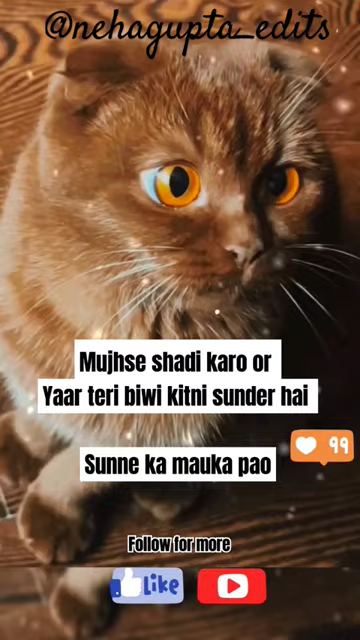 @nehagupta_edits
Mujhse shadi karo or
Yaar teri biwi kitni sunder hai
99
Sunne ka mauka pao
Follow for more
Like